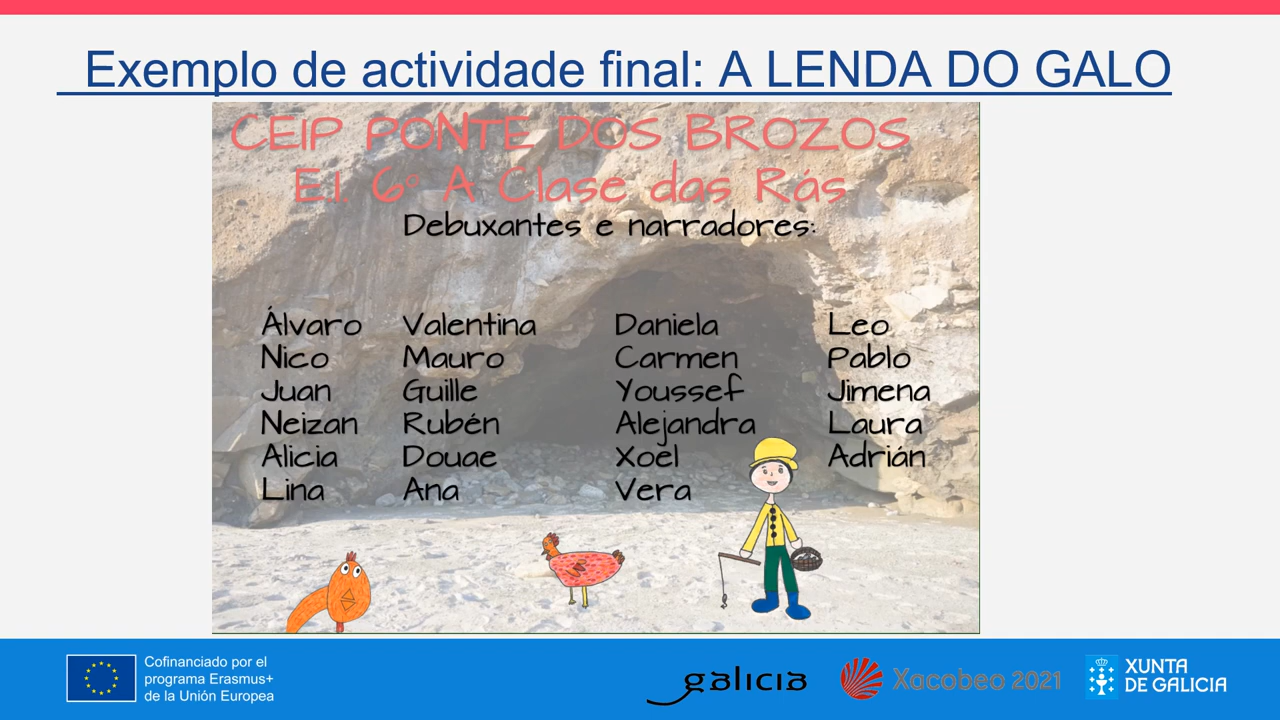 Exemplo de actividade final: A LENDA DO GALO
CEIP PONTE DOS BROZOS
E.I. 6º A Clase das Rás
Debuxantes e narradores:
Álvaro
Nico
Juan
Neizan
Alicia
Lina
Valentina
Mauro
Guille
Rubén
Douae
Ana
Daniela
Carmen
Youssef
Alejandra
Xoel
Vera
Leo
Pablo
Jimena
Laura
Adrián
Cofinanciado por el
programa Erasmus+
de la Unión Europea
galicia
Xacobeo 2021
XUNTA
DE GALICIA